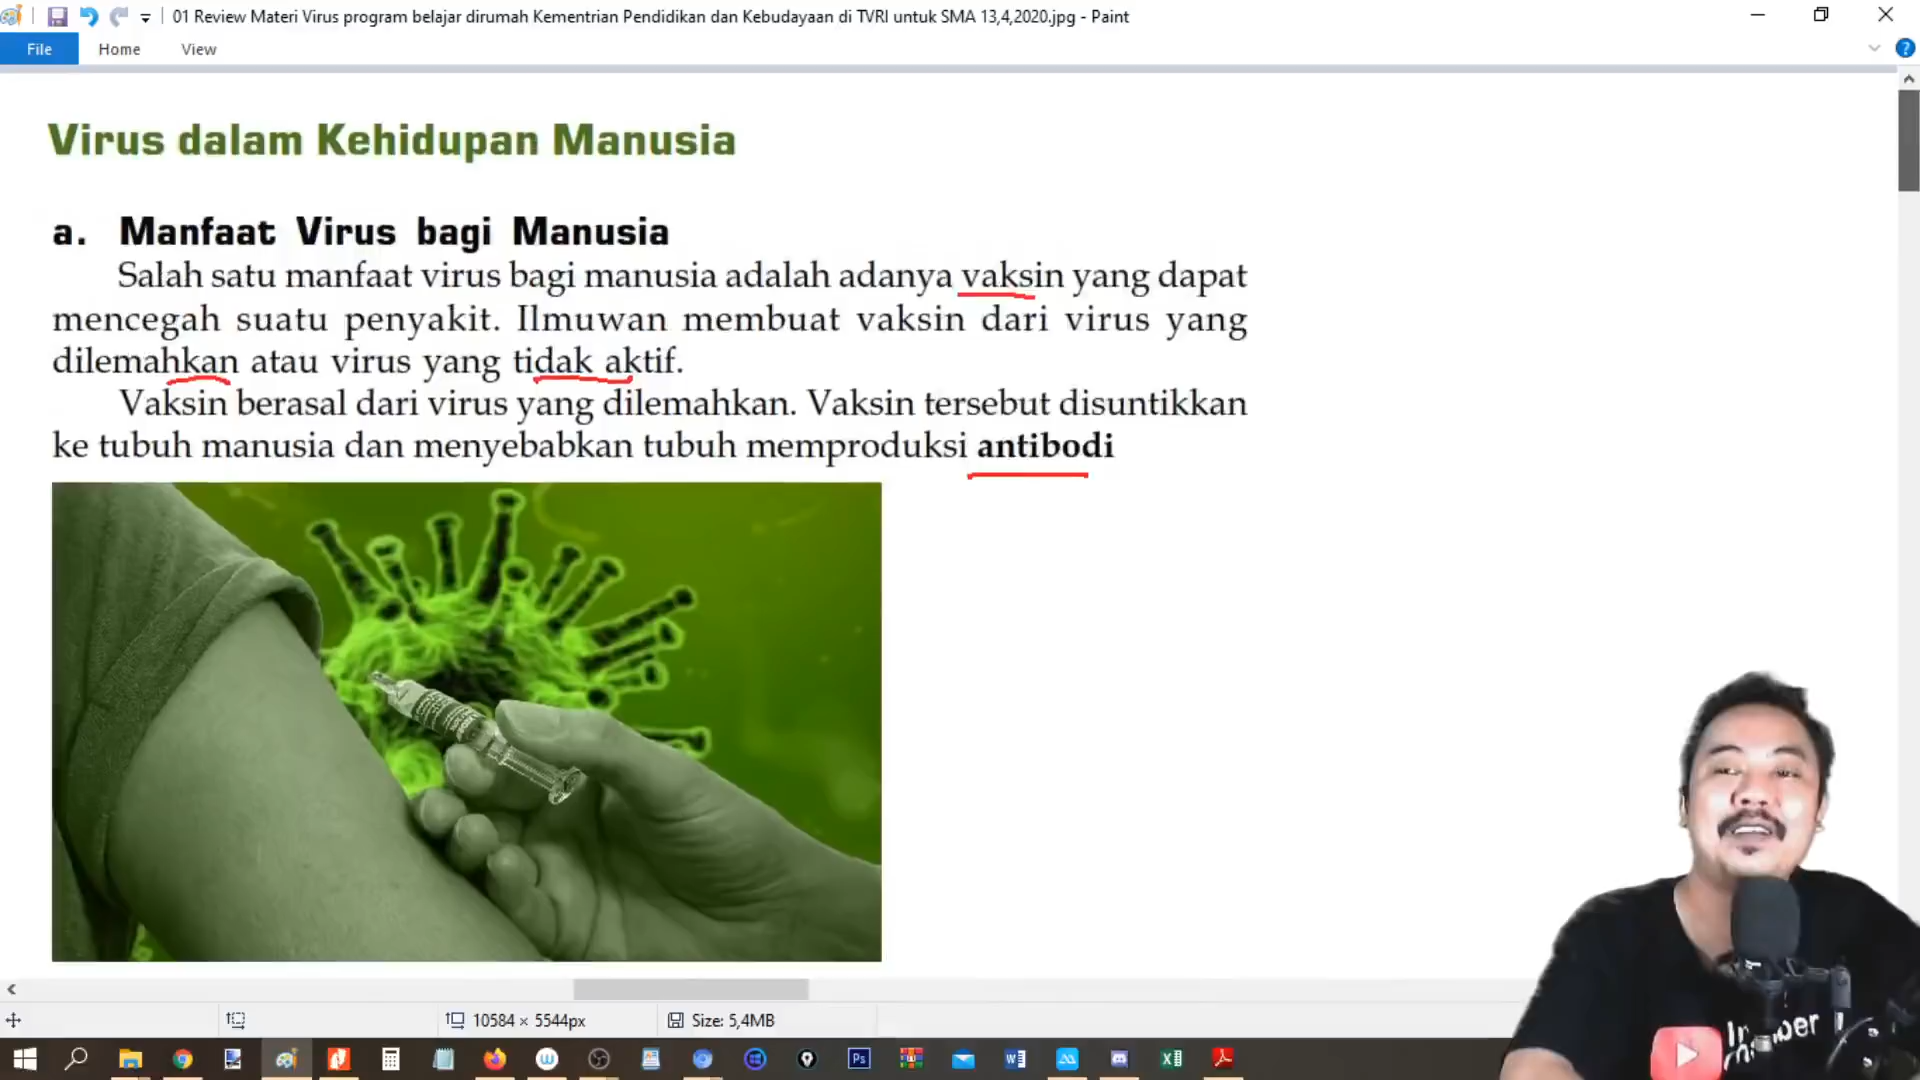 01 Review Materi Virus program belajar dirumah Kementrian Pendidikan dan Kebudayaan di TVRI untuk SMA 13,4,2020.jpg - Paint
File Home View
Virus dalam Kehidupan Manusia
a. Manfaat Virus bagi Manusia
Salah satu manfaat virus bagi manusia adalah adanya vaksin yang dapat
mencegah suatu penyakit. Ilmuwan membuat vaksin dari virus yang
dilemahkan atau virus yang tidak aktif.
Vaksin berasal dari virus yang dilemahkan. Vaksin tersebut disuntikkan
ke tubuh manusia dan menyebabkan tubuh memproduksi antibodi
10584 × 5544px
Size: 5,4MB
Ps